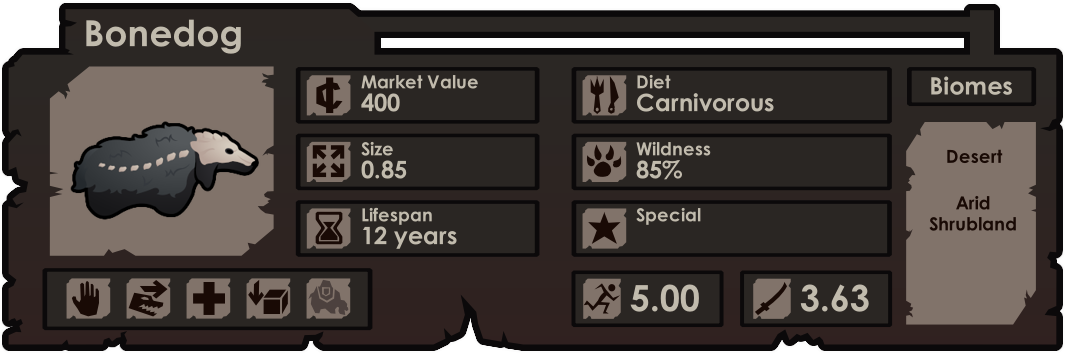 Bonedog
Market Value
400
Size
0.85
Lifespan
12 years
Diet
Carnivorous
Wildness
85%
Special
5.00
3.63
Biomes
Desert
Arid
Shrubland